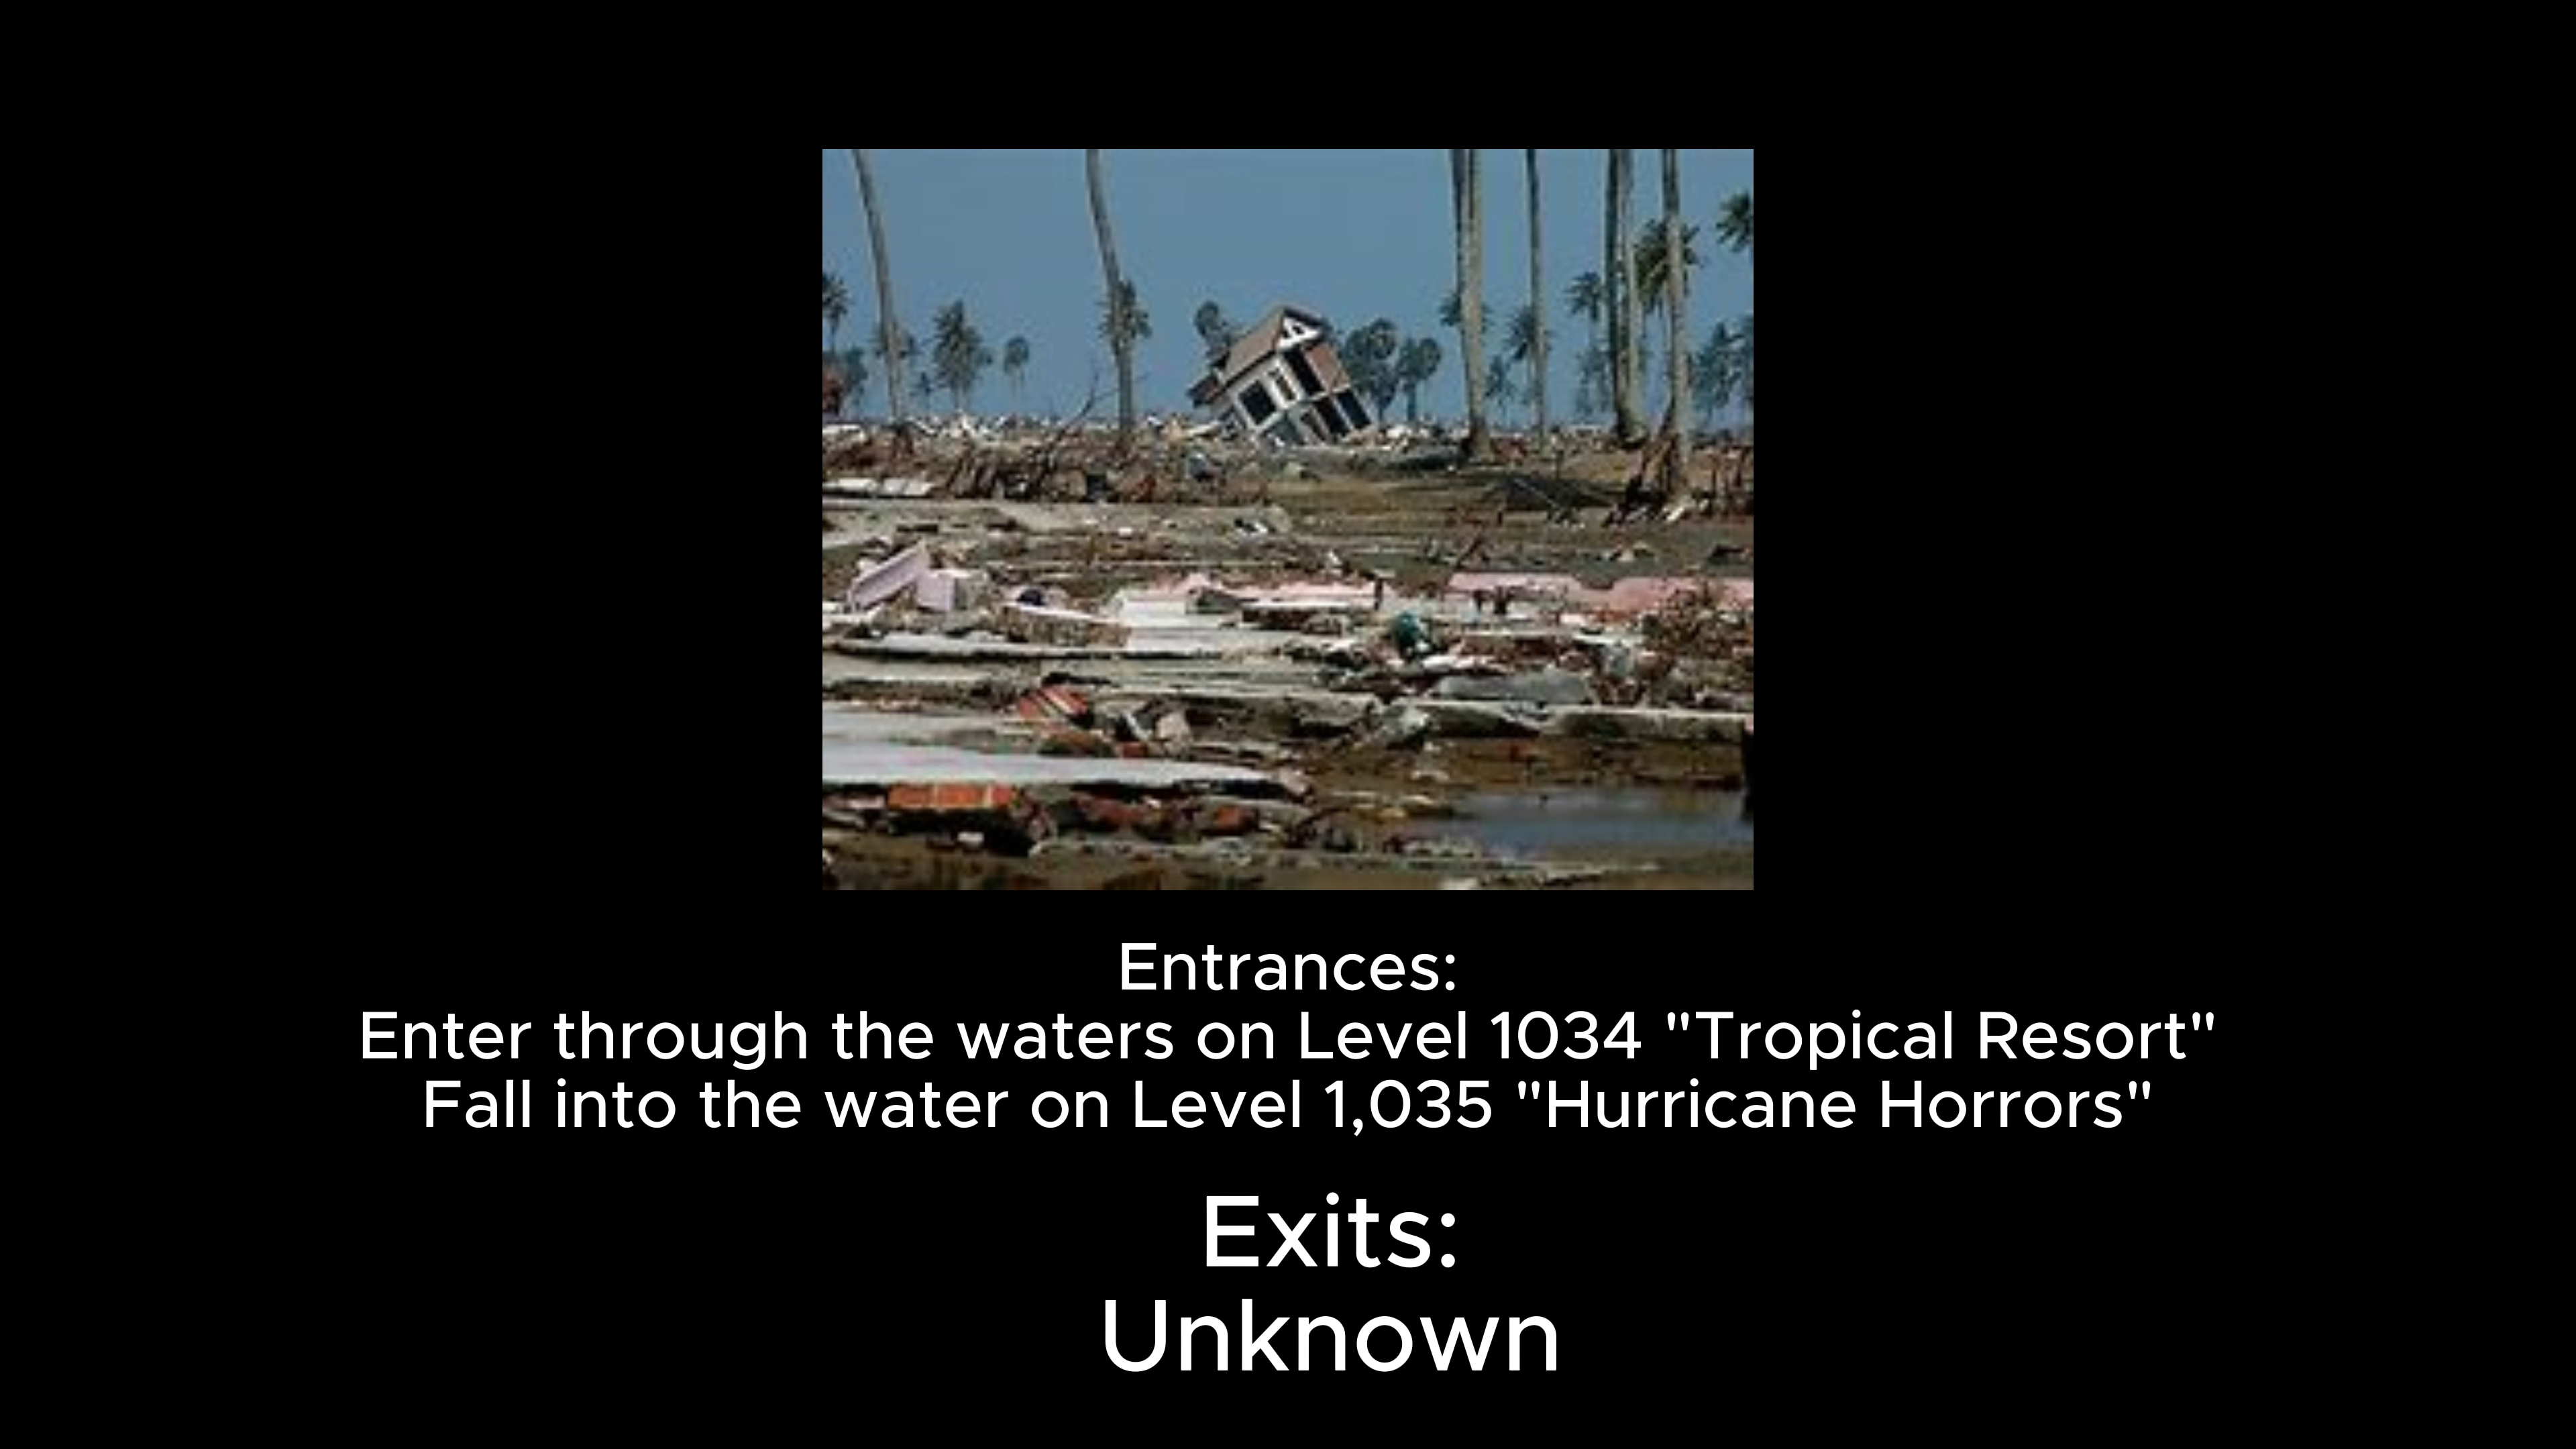 Entrances:
Enter through the waters on Level 1034 "Tropical Resort"
Fall into the water on Level 1,035 "Hurricane Horrors"
Exits:
Unknown